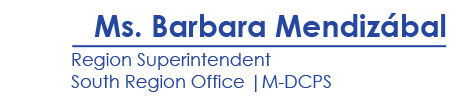 Ms. Barbara Mendizábal
Region Superintendent
South Region Office |M-DCPS